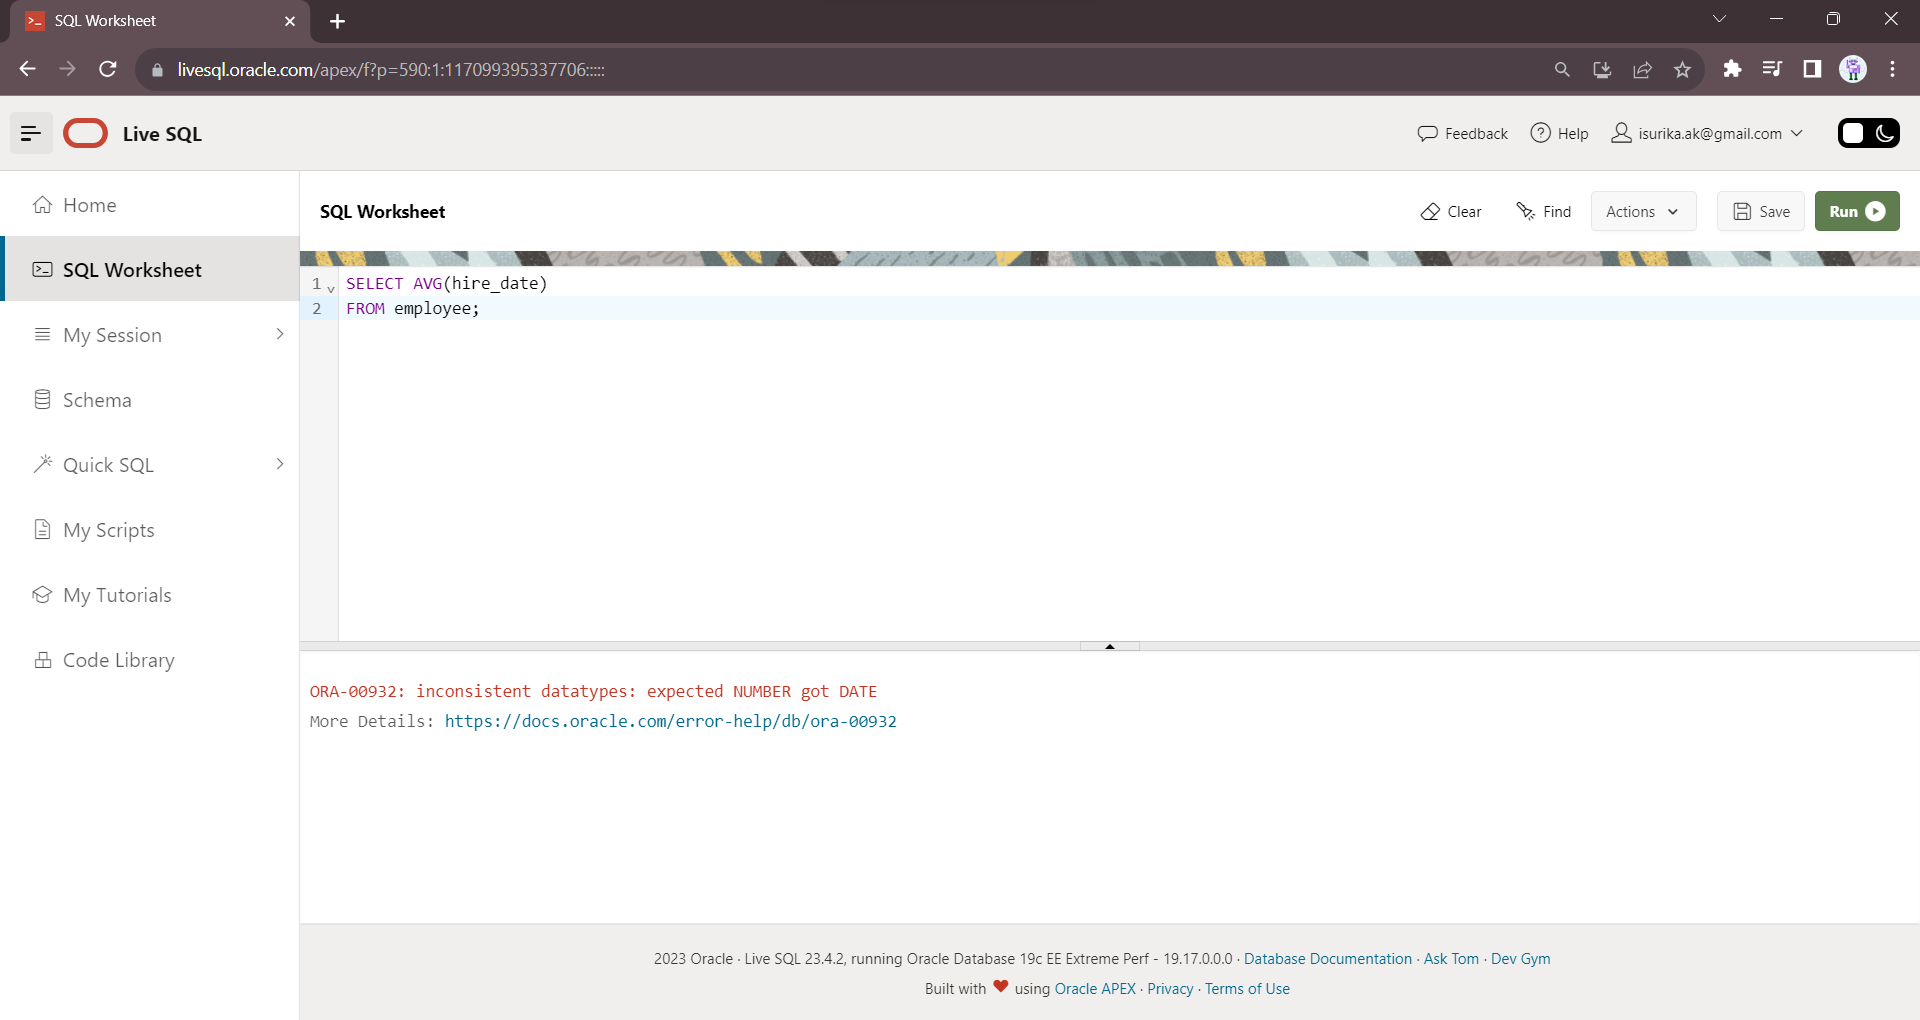 SQL Worksheet
livesql.oracle.com/apex/f?p=590:1:117099395337706:::::
Live SQL
Feedback
Help
isurika.ak@gmail.com
Home
SQL Worksheet
My Session
Schema
Quick SQL
My Scripts
My Tutorials
Code Library
SQL Worksheet
Clear
Find
Actions
Save
Run
1 SELECT AVG(hire_date)
2 FROM employee;
ORA-00932: inconsistent datatypes: expected NUMBER got DATE
More Details: https://docs.oracle.com/error-help/db/ora-00932
2023 Oracle · Live SQL 23.4.2, running Oracle Database 19c EE Extreme Perf - 19.17.0.0.0 · Database Documentation · Ask Tom · Dev Gym
Built with ♥ using Oracle APEX · Privacy · Terms of Use